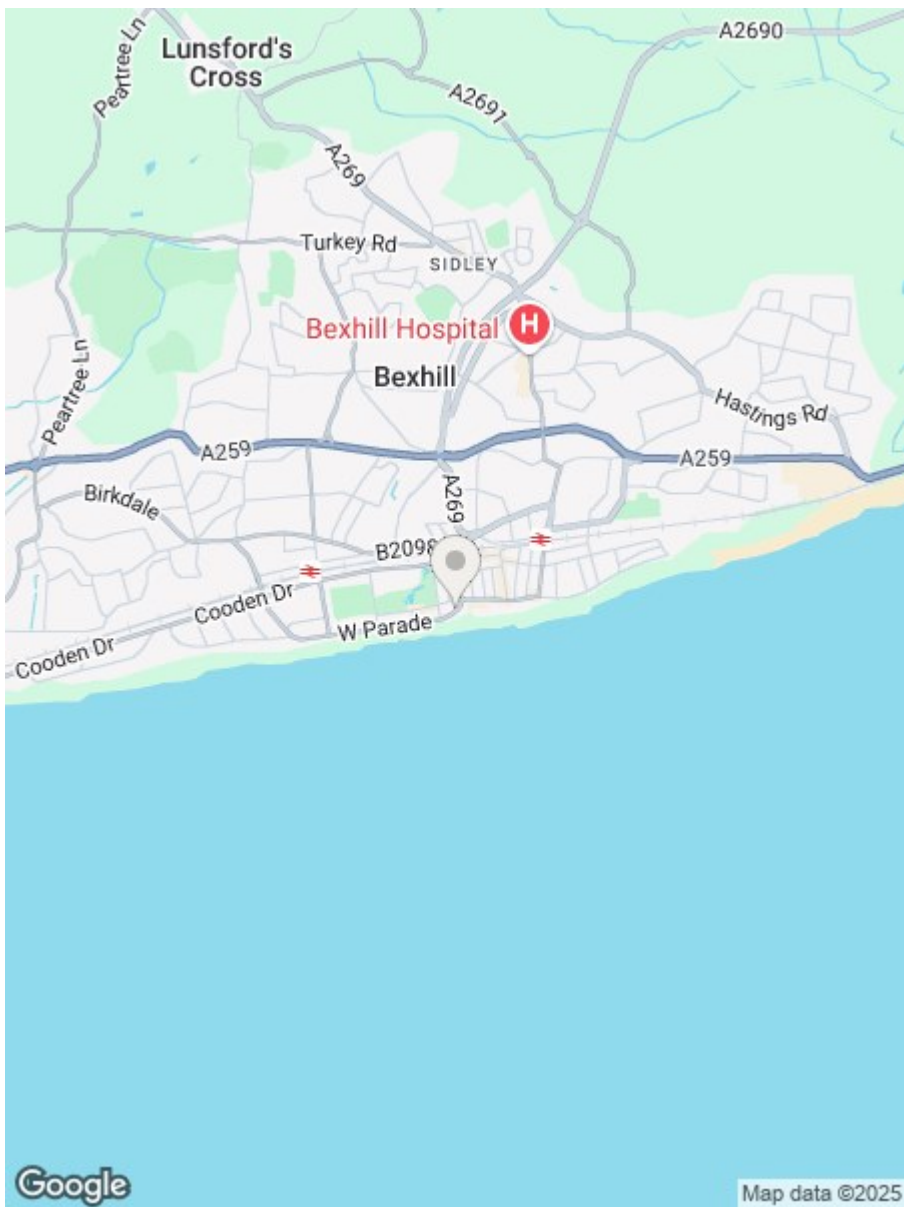 A2690
Lunsford's
Cross
Peartree Ln
A2691
A269
Turkey Rd
SIDLEY
Bexhill Hospital
H
Bexhill
Peartree Ln
Hastings Rd
A259
A259
Birkdale
A269
B2098
Cooden Dr
W Parade
Cooden Dr
Google
Map data ©2025